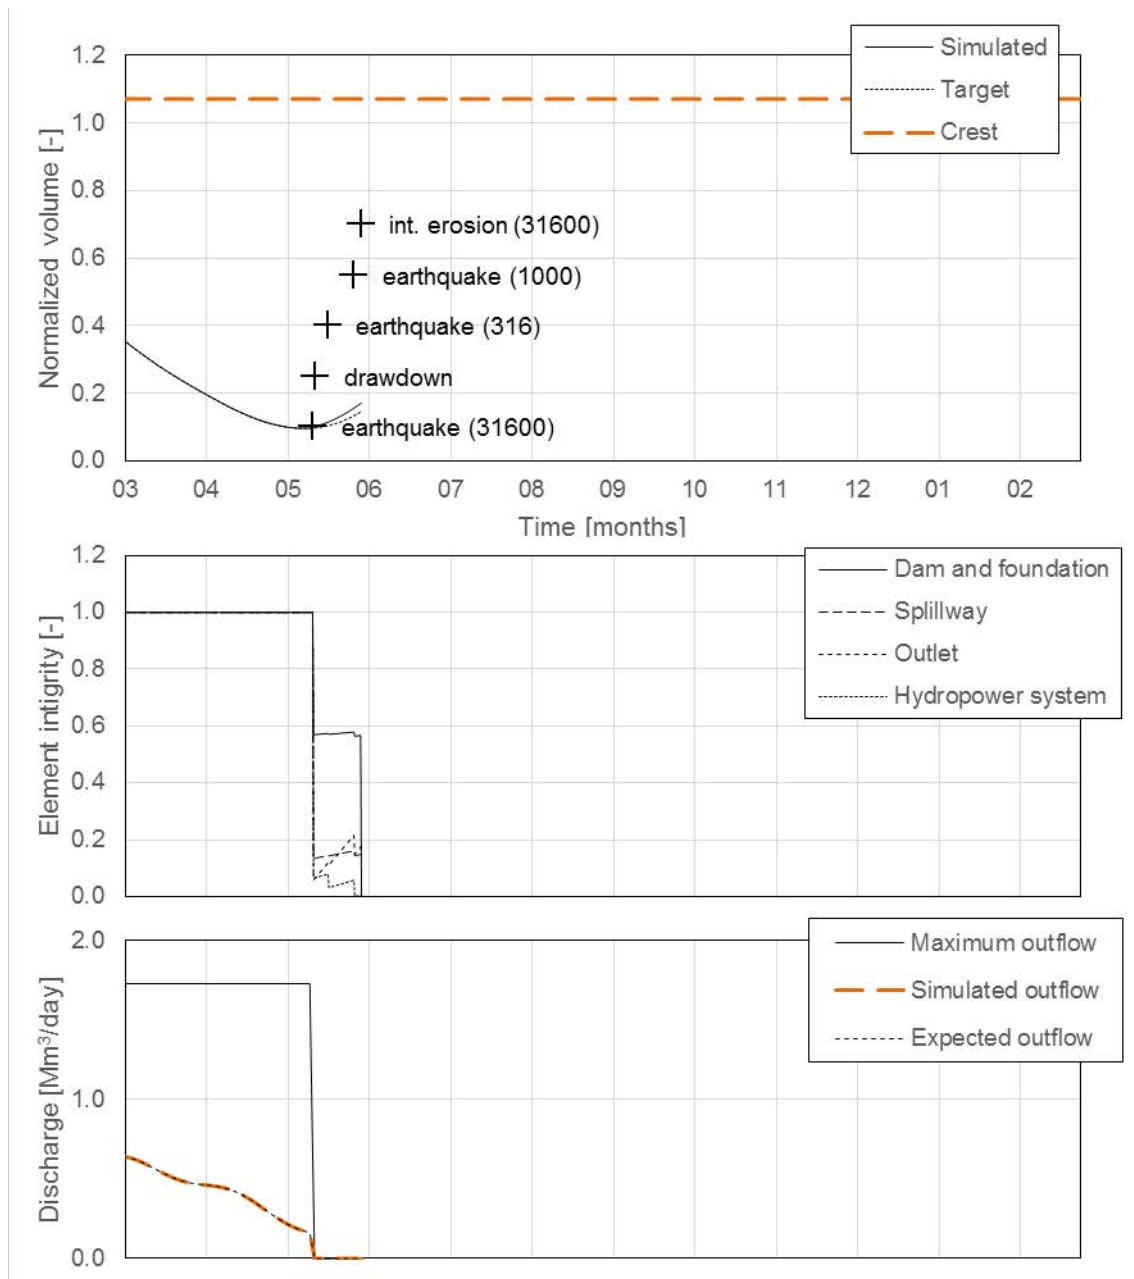 Simulated
Target
Crest
Normalized volume [-]
1.2
1.0
0.8
0.6
0.4
0.2
0.0
int. erosion (31600)
earthquake (1000)
earthquake (316)
drawdown
earthquake (31600)
03 04 05 06 07 08 09 10 11 12 01 02
Time [months]
Dam and foundation
Splillway
Outlet
Hydropower system
Element intigrity [-]
1.2
1.0
0.8
0.6
0.4
0.2
0.0
Maximum outflow
Simulated outflow
Expected outflow
Discharge [Mm³/day]
2.0
1.0
0.0